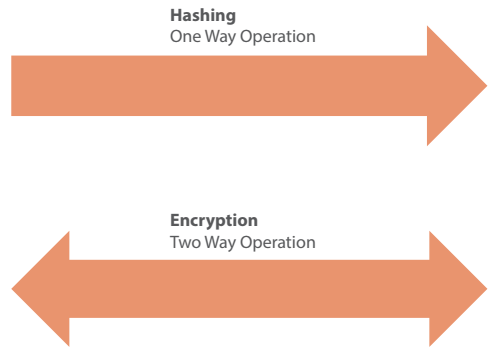 Hashing
One Way Operation
Encryption
Two Way Operation